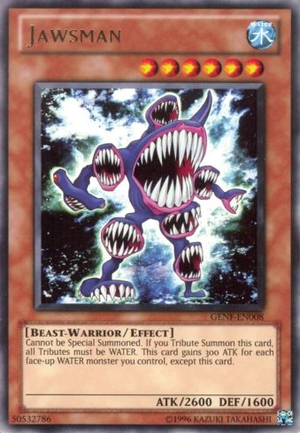 JAWSMAN
WATER
水
GENF-EN008
[BEAST-WARRIOR/EFFECT]
Cannot be Special Summoned. If you Tribute Summon this card,
all Tributes must be WATER. This card gains 300 ATK for each
face-up WATER monster you control, except this card.
ATK/2600 DEF/1600
50532786
©1996 KAZUKI TAKAHASHI